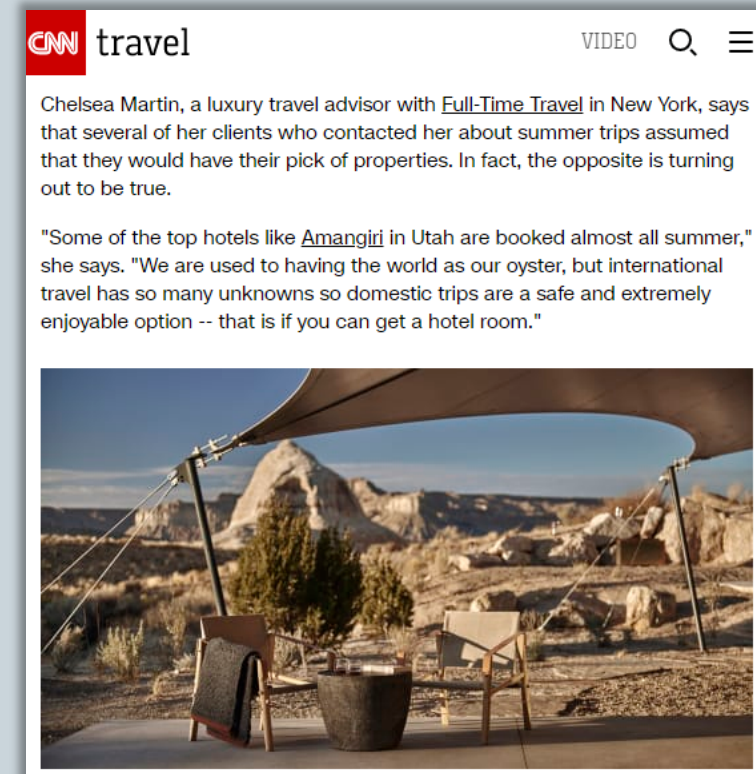 CNN travel VIDEO
Chelsea Martin, a luxury travel advisor with Full-Time Travel in New York, says
that several of her clients who contacted her about summer trips assumed
that they would have their pick of properties. In fact, the opposite is turning
out to be true.
"Some of the top hotels like Amangiri in Utah are booked almost all summer,"
she says. "We are used to having the world as our oyster, but international
travel has so many unknowns so domestic trips are a safe and extremely
enjoyable option -- that is if you can get a hotel room."